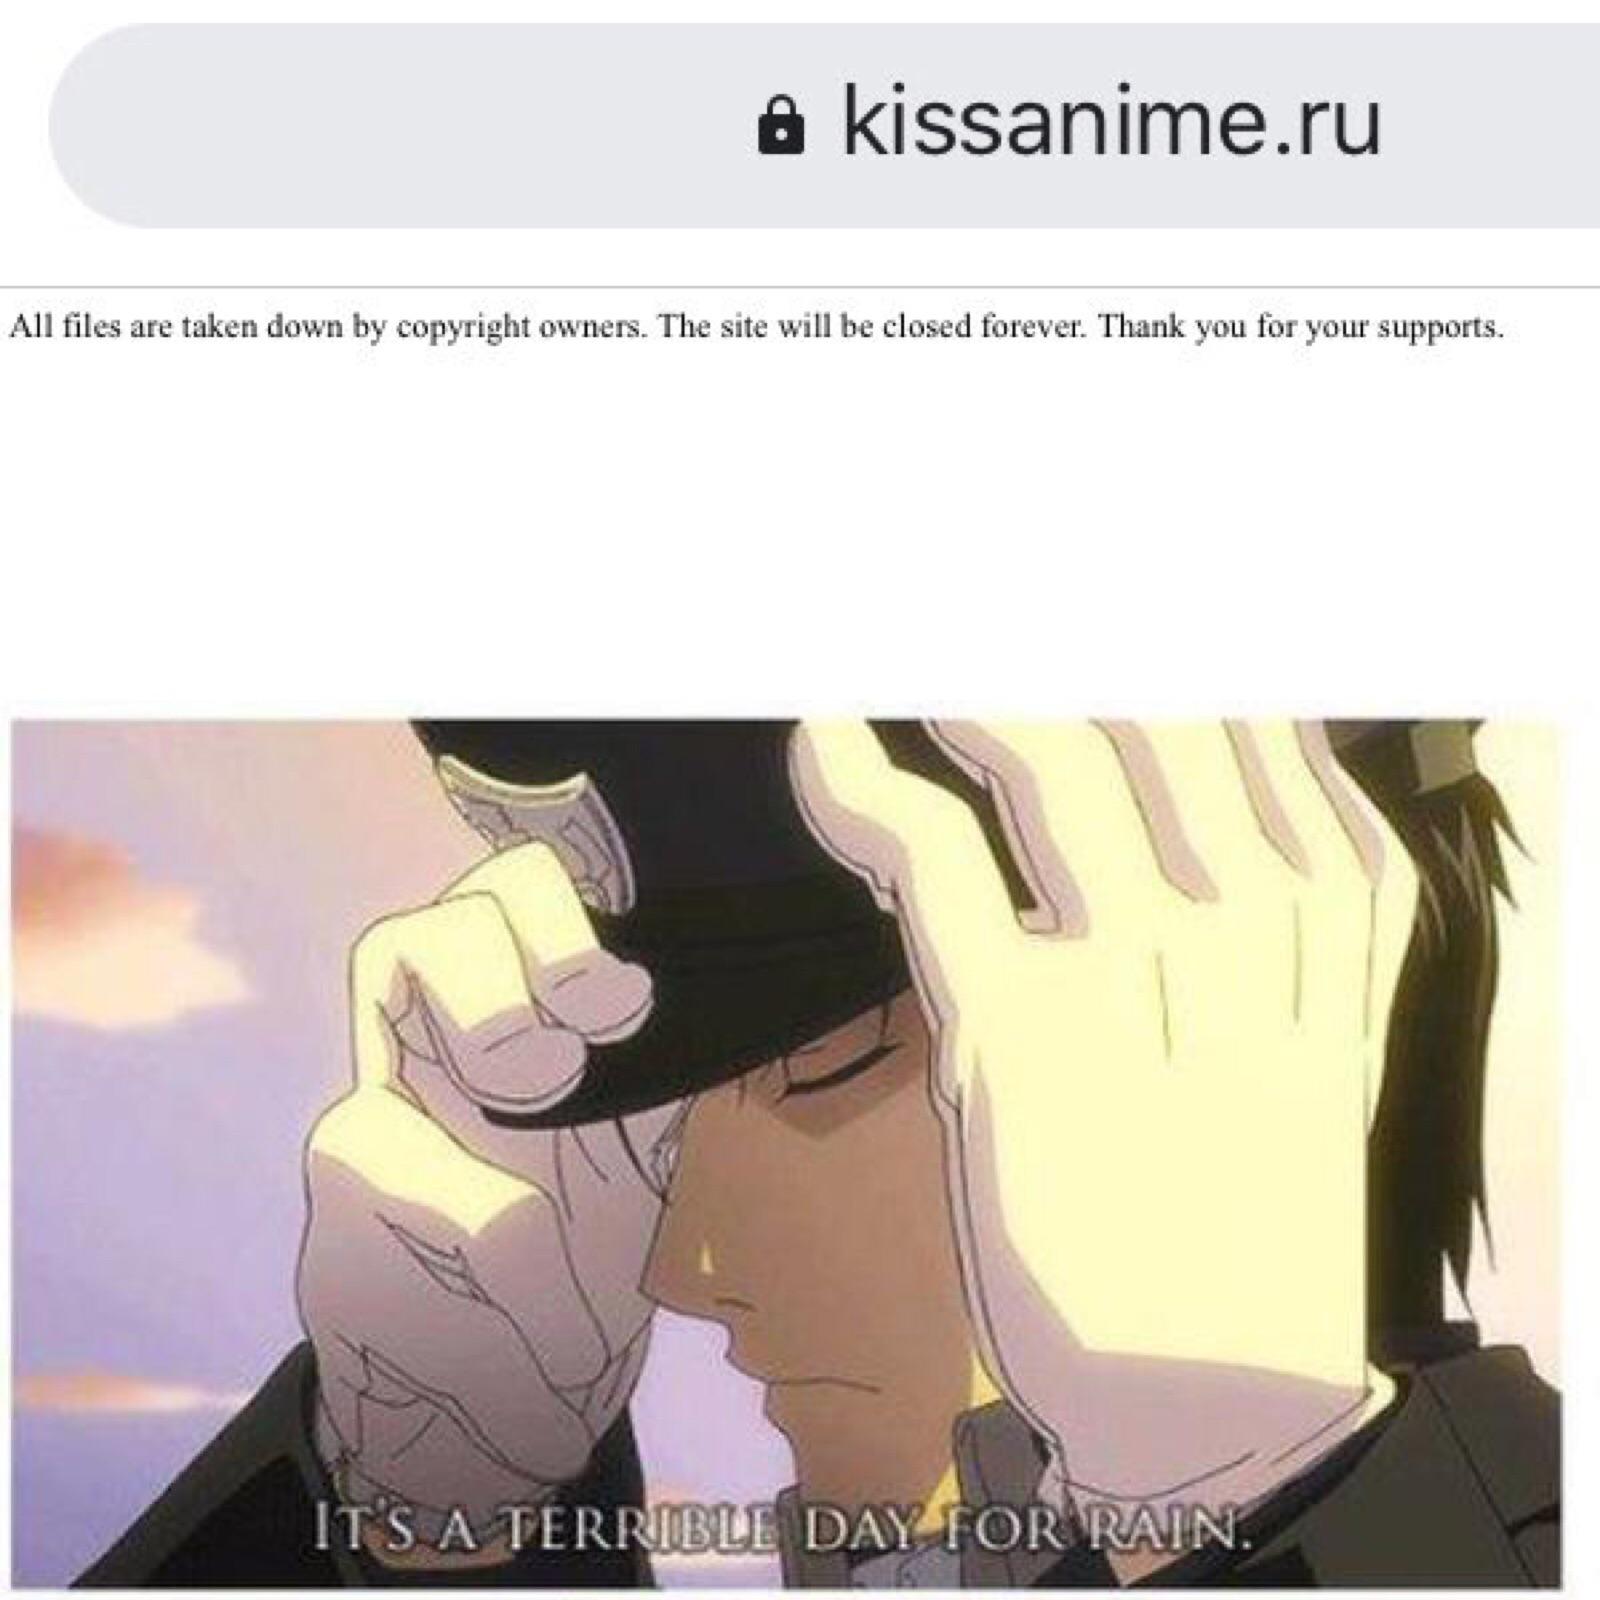 kissanime.ru
All files are taken down by copyright owners. The site will be closed forever. Thank you for your supports.
IT'S A TERRIBLE DAY FOR RAIN.